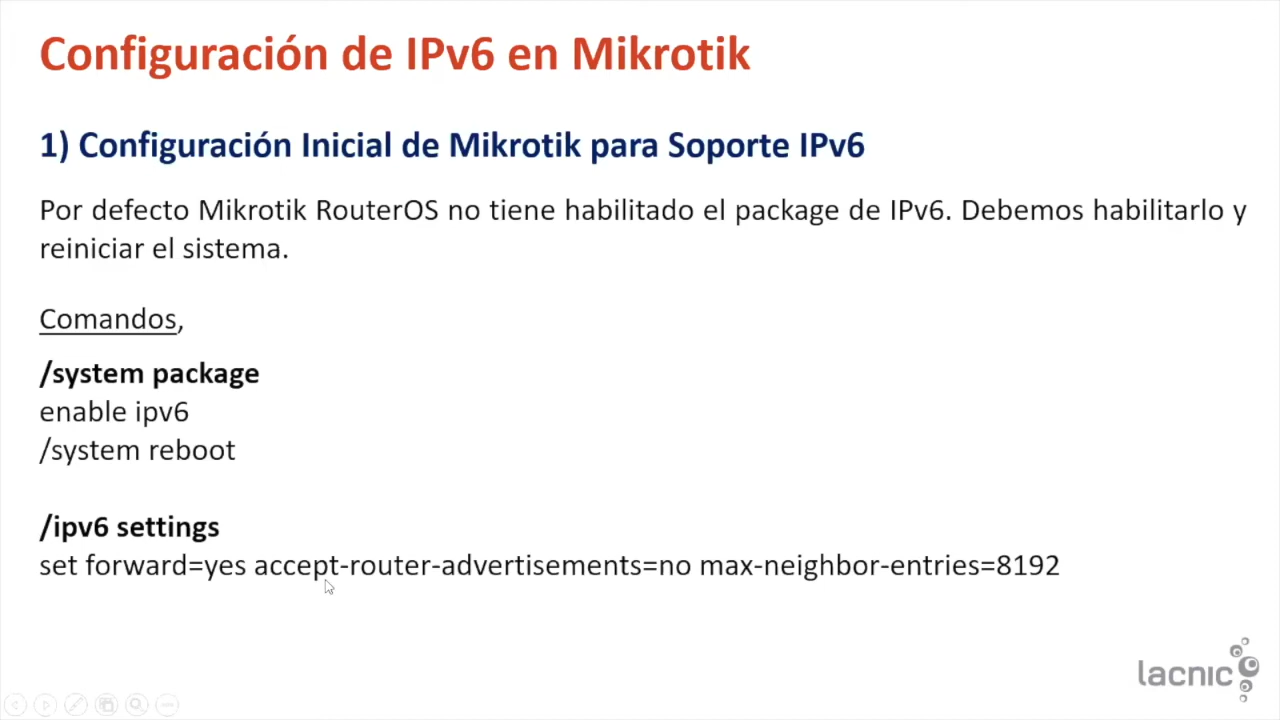 Configuración de IPv6 en Mikrotik
1) Configuración Inicial de Mikrotik para Soporte IPv6
Por defecto Mikrotik RouterOS no tiene habilitado el package de IPv6. Debemos habilitarlo y
reiniciar el sistema.
Comandos,
/system package
enable ipv6
/system reboot
/ipv6 settings
set forward=yes accept-router-advertisements=no max-neighbor-entries=8192
lacnic